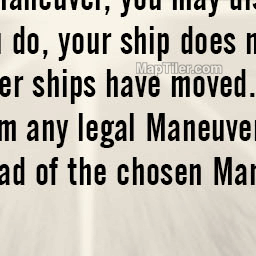 Maneuver, you may dis
do, your ship does n
er ships have moved.
MapTiler.com
m any legal Maneuver
ad of the chosen Man